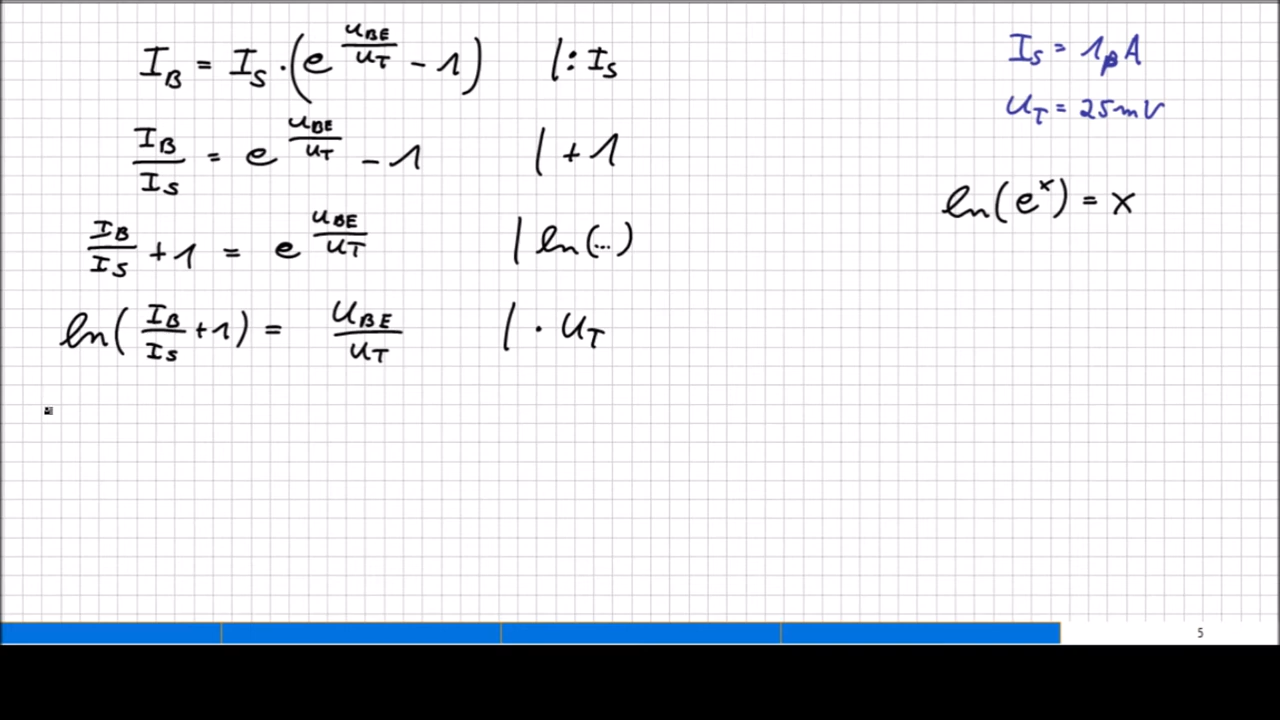 I_B = I_S · (e^(U_BE/U_T) - 1) |: I_S
I_B/I_S = e^(U_BE/U_T) - 1 | + 1
I_B/I_S + 1 = e^(U_BE/U_T) | ln(...)
ln(I_B/I_S + 1) = U_BE/U_T | · U_T
I_S = 1pA
U_T = 25mV
ln(e^x) = x
5